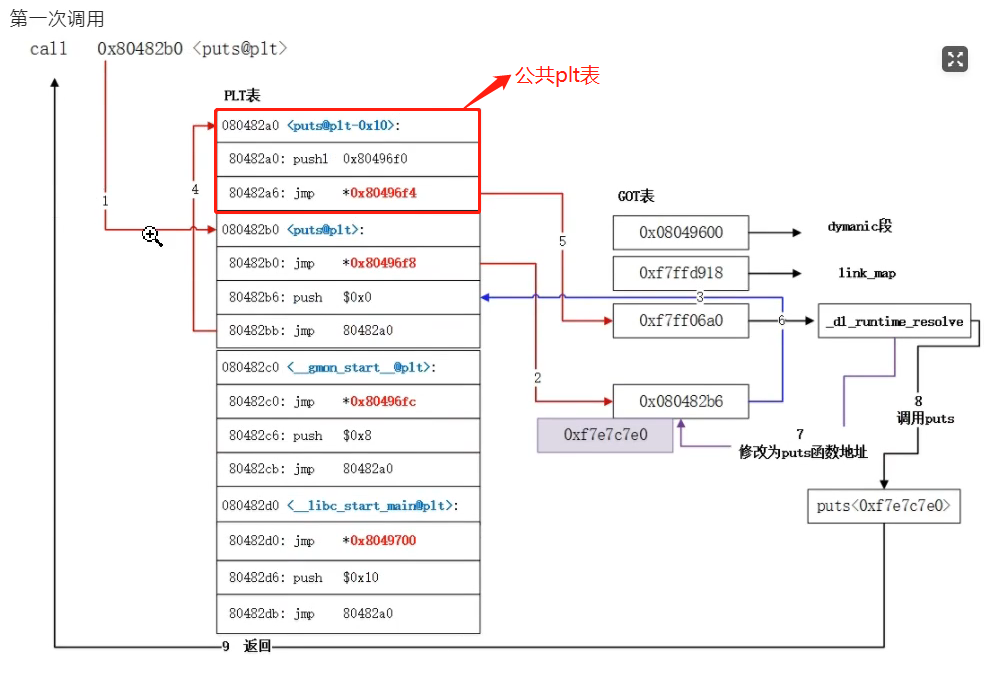 第一次调用
call 0x80482b0 <puts@plt>
公共plt表
PLT表
080482a0 <puts@plt-0x10>:
80482a0: pushl 0x80496f0
80482a6: jmp *0x80496f4
080482b0 <puts@plt>:
80482b0: jmp *0x80496f8
80482b6: push $0x0
80482bb: jmp 80482a0
080482c0 <__gmon_start__@plt>:
80482c0: jmp *0x80496fc
80482c6: push $0x8
80482cb: jmp 80482a0
080482d0 <__libc_start_main@plt>:
80482d0: jmp *0x8049700
80482d6: push $0x10
80482db: jmp 80482a0
GOT表
0x08049600
dymanic段
0xf7ffd918
link_map
0xf7ff06a0
_dl_runtime_resolve
0x080482b6
0xf7e7c7e0
1
4
5
2
3
6
7
修改为puts函数地址
8
调用puts
puts<0xf7e7c7e0>
9 返回